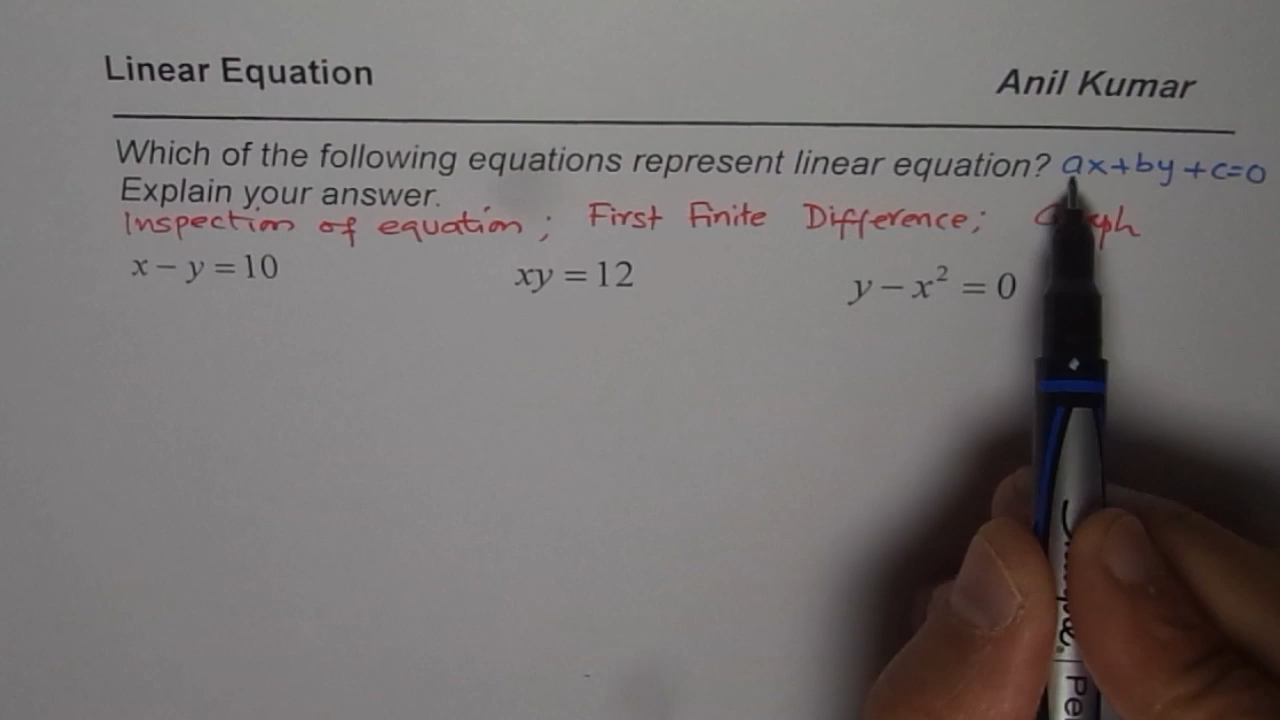 Linear Equation Anil Kumar
Which of the following equations represent linear equation? ax+by+c=0
Explain your answer.
Inspection of equation; First Finite Difference;
x − y = 10 xy = 12 y − x² = 0